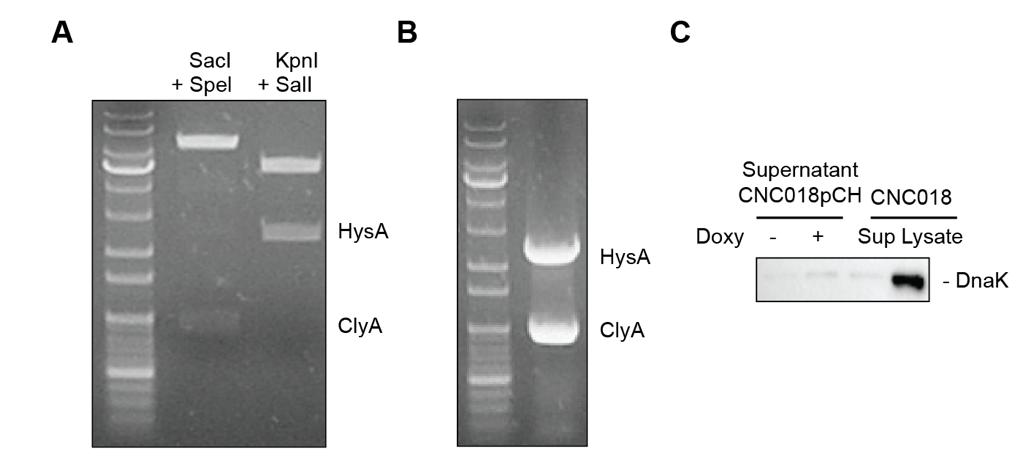 A
B
C
SacI
+ SpeI
KpnI
+ SalI
HysA
ClyA
HysA
ClyA
Supernatant
CNC018pCH CNC018
Doxy - + Sup Lysate
- DnaK